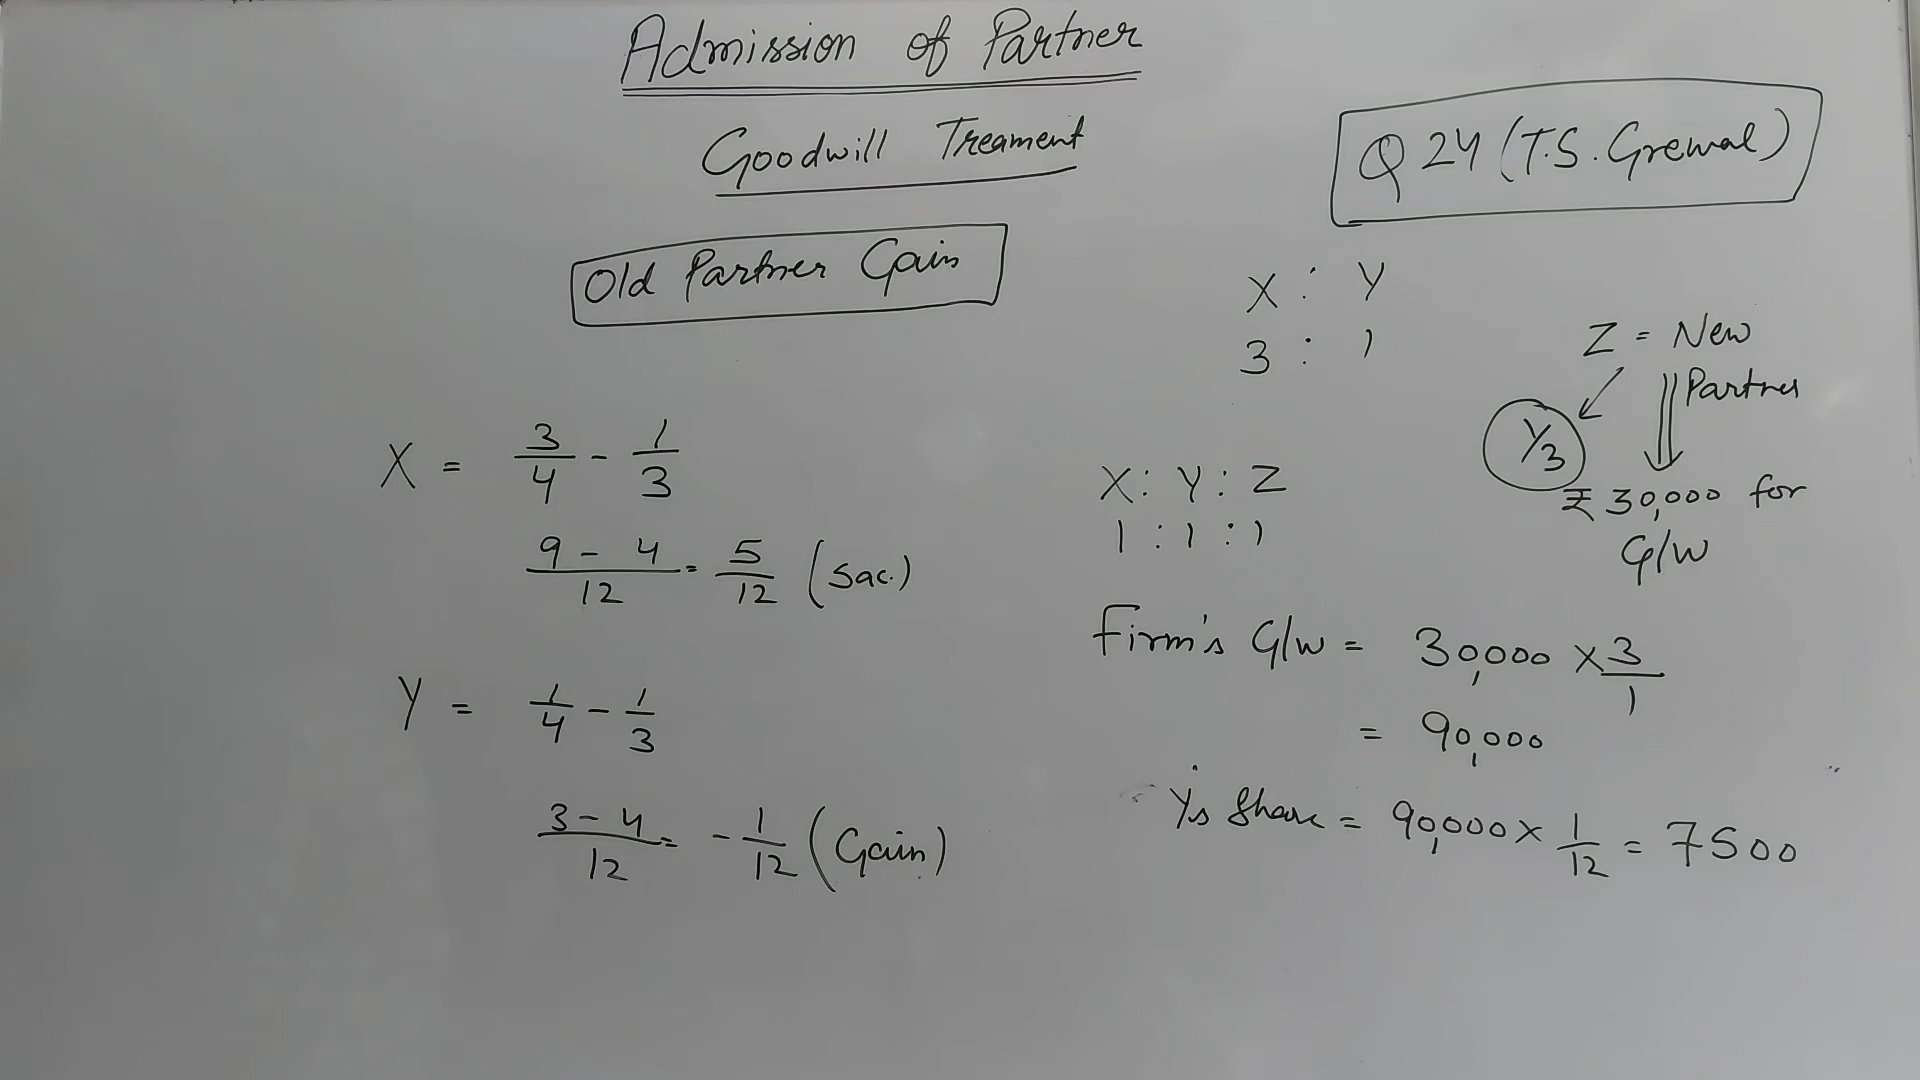 Admission of Partner
Goodwill Treament
Q 24 (T.S. Grewal)
Old Partner Gain
X : Y
3 : 1
Z = New Partner
1/3
₹ 30,000 for G/W
X : Y : Z
1 : 1 : 1
X = 3/4 - 1/3
9 - 4/12 = 5/12 (Sac.)
Y = 1/4 - 1/3
3 - 4/12 = - 1/12 (Gain)
Firm's G/W = 30,000 × 3/1
= 90,000
Y's Share = 90,000 × 1/12 = 7500